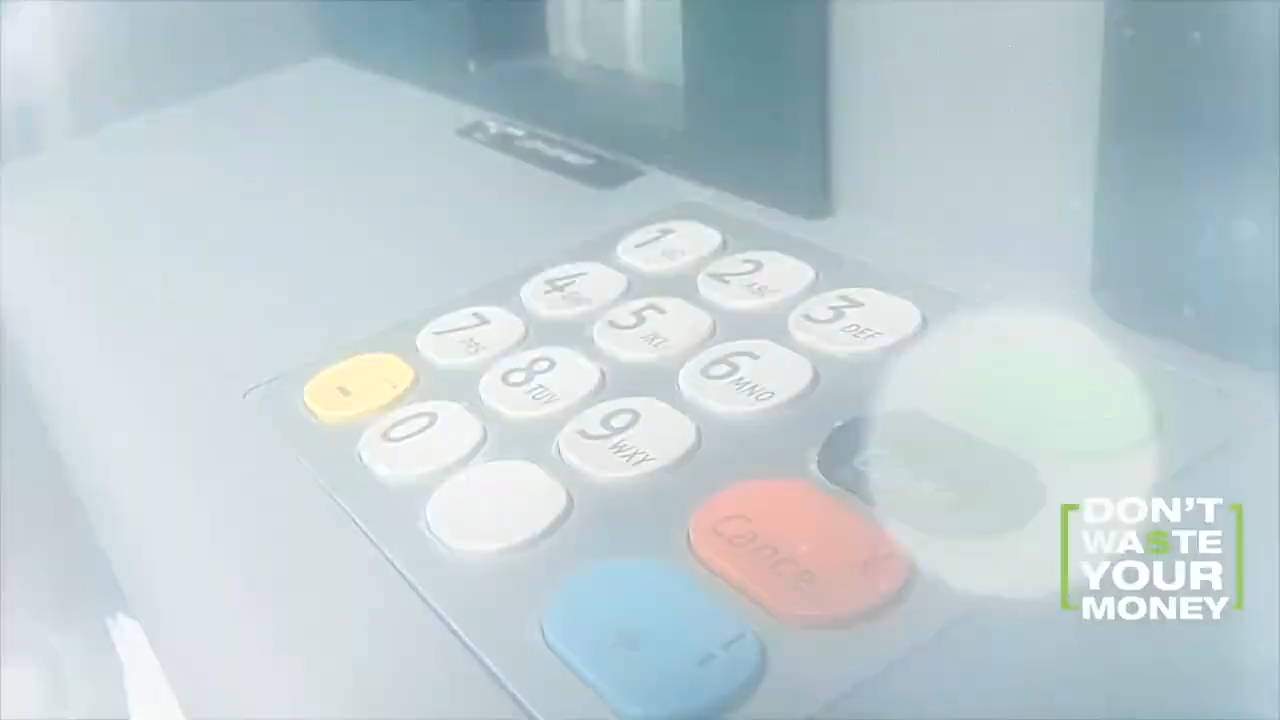 1
2 ABC
3 DEF
4
5 JKL
6 MNO
7
8 TUV
9 WXY
0
Cancel
DON'T
WASTE
YOUR
MONEY